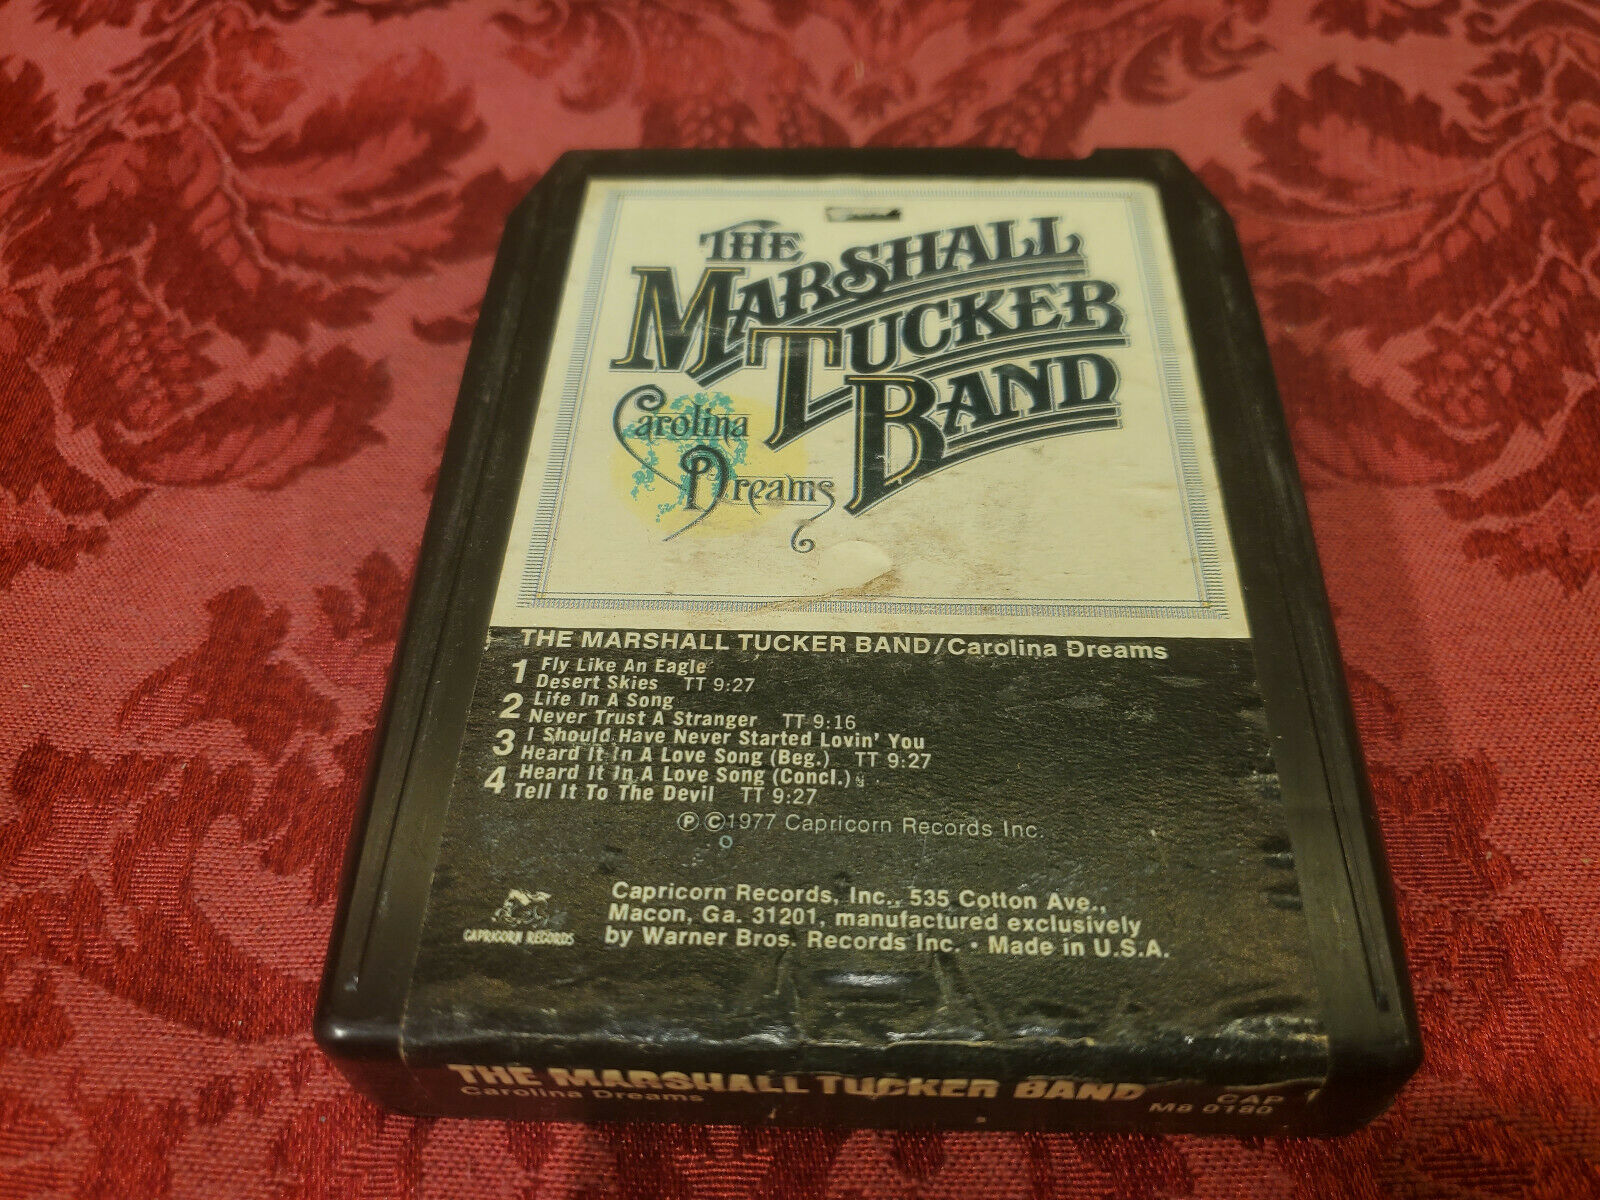 THE
MARSHALL
TUCKER
BAND
Carolina
Dreams
THE MARSHALL TUCKER BAND/Carolina Dreams
1 Fly Like An Eagle
Desert Skies TT 9:27
2 Life In A Song
Never Trust A Stranger TT 9:16
3 I Should Have Never Started Lovin' You
Heard It In A Love Song (Beg.) TT 9:27
4 Heard It In A Love Song (Concl.)
Tell It To The Devil TT 9:27
℗©1977 Capricorn Records Inc.
CAPRICORN RECORDS
Capricorn Records, Inc., 535 Cotton Ave.,
Macon, Ga. 31201, manufactured exclusively
by Warner Bros. Records Inc. • Made in U.S.A.
THE MARSHALL TUCKER BAND
Carolina Dreams
CAP
M8 0180